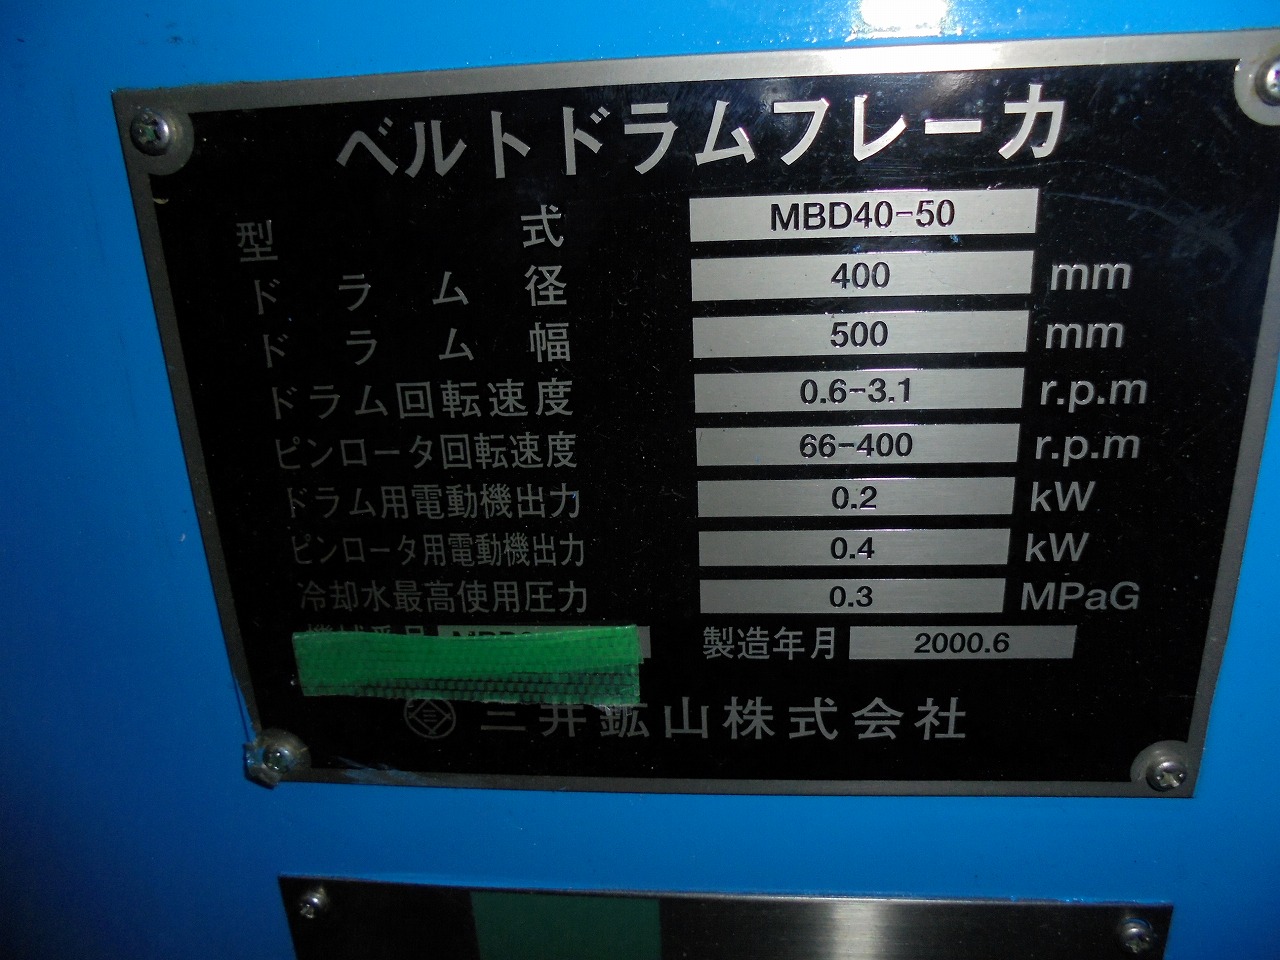 ベルトドラムフレーカ
型式 MBD40-50
ドラム径 400 mm
ドラム幅 500 mm
ドラム回転速度 0.6-3.1 r.p.m
ピンロータ回転速度 66-400 r.p.m
ドラム用電動機出力 0.2 kW
ピンロータ用電動機出力 0.4 kW
冷却水最高使用圧力 0.3 MPaG
製造年月 2000.6
三井鉱山株式会社